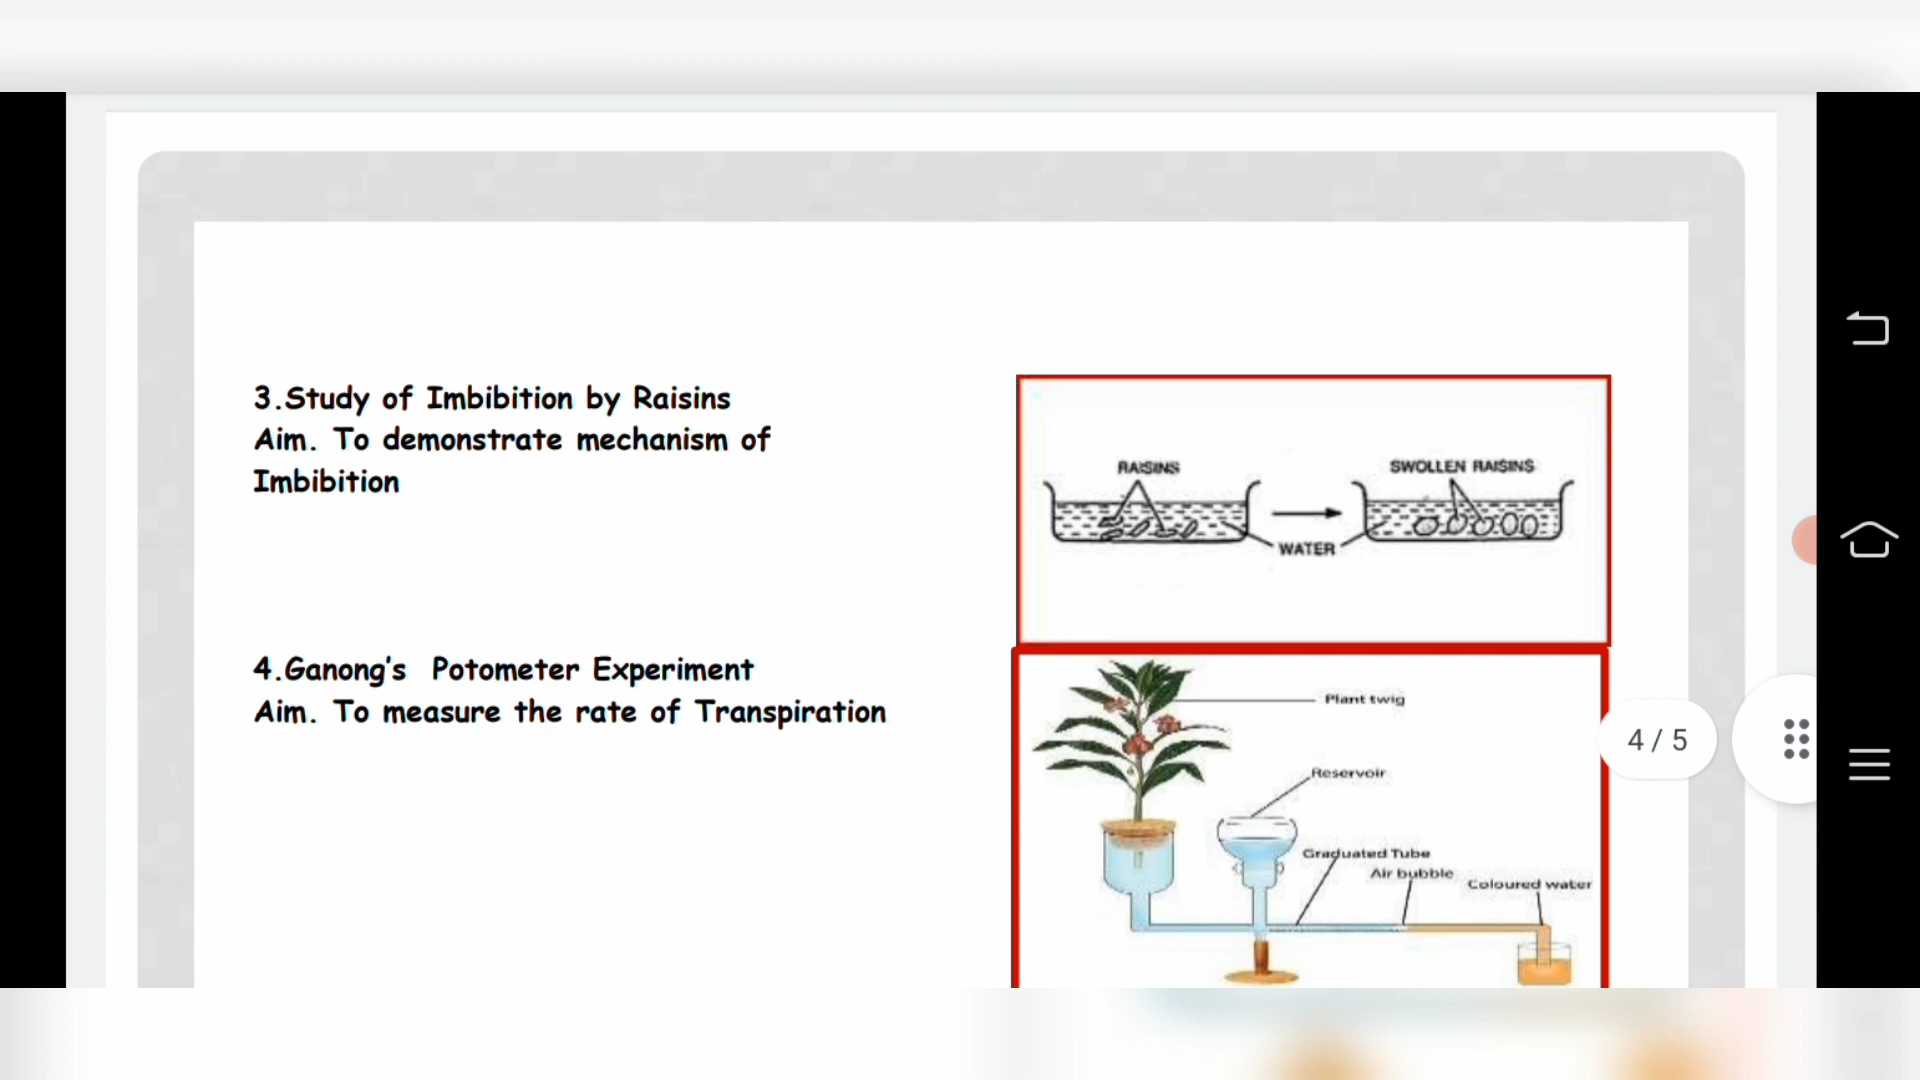 3.Study of Imbibition by Raisins
Aim. To demonstrate mechanism of
Imbibition
RAISINS
SWOLLEN RAISINS
WATER
4.Ganong's Potometer Experiment
Aim. To measure the rate of Transpiration
Plant twig
Reservoir
Graduated Tube
Air bubble
Coloured water
4 / 5